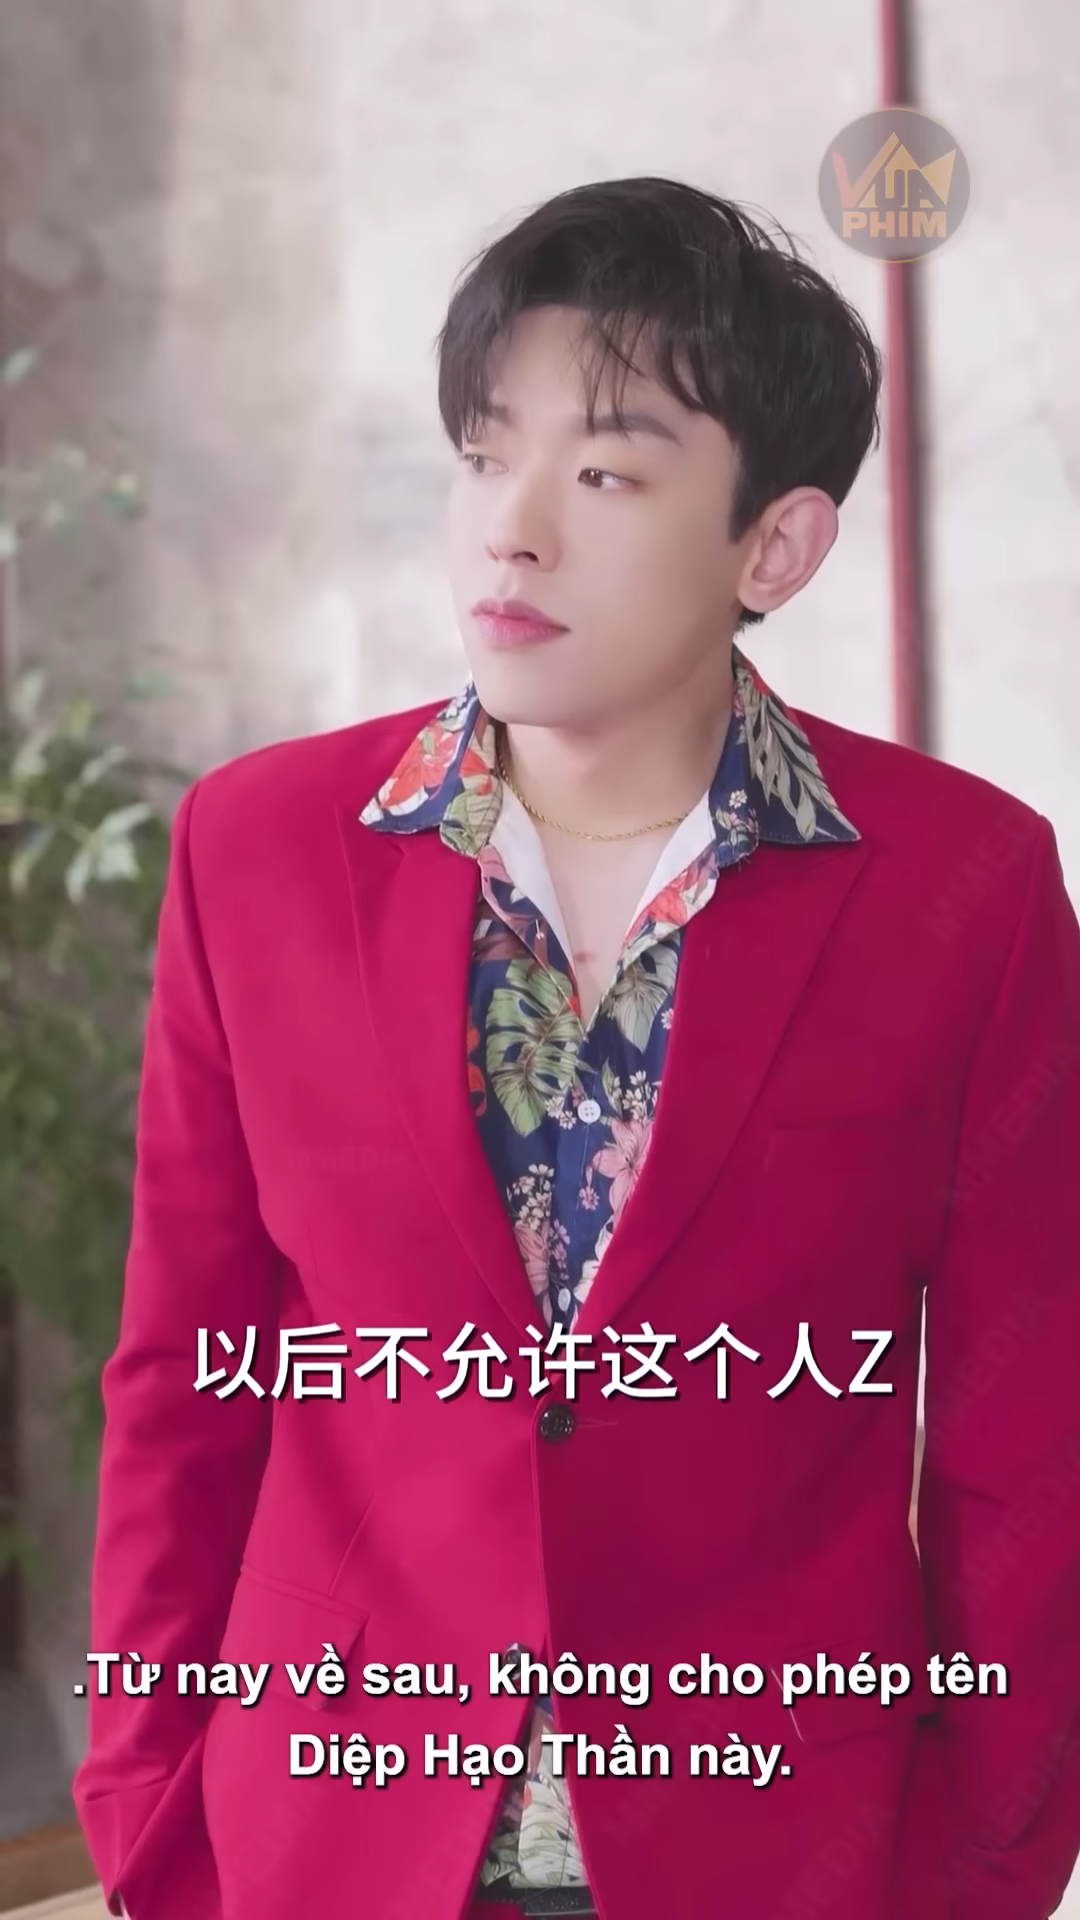 VUA
PHIM
以后不允许这个人Z
.Từ nay về sau, không cho phép tên
Diệp Hạo Thần này.
MIMEDIA